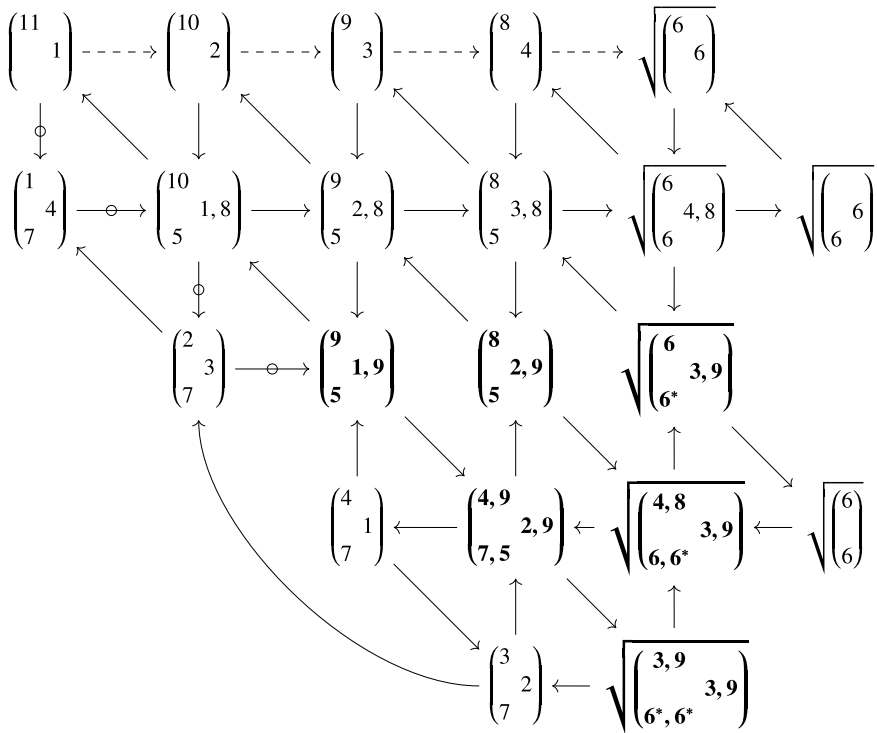 11 10 9 8 √ 6
1 2 3 4 6
1 10 9 8 √ 6 √
4 1, 8 2, 8 3, 8 4, 8 6
7 5 5 5 6 6
2 9 8 √ 6
3 1, 9 2, 9 3, 9
7 5 5 6*
4 4, 9 √ 4, 8 √ 6
1 2, 9 3, 9
7 7, 5 6, 6* 6
3 √ 3, 9
2 3, 9
7 6*, 6*